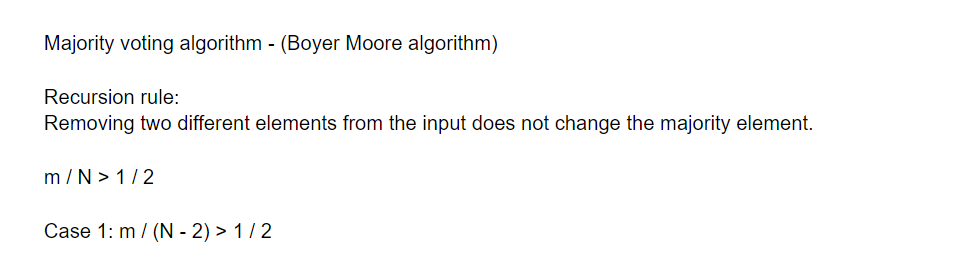 Majority voting algorithm - (Boyer Moore algorithm)
Recursion rule:
Removing two different elements from the input does not change the majority element.
m / N > 1 / 2
Case 1: m / (N - 2) > 1 / 2